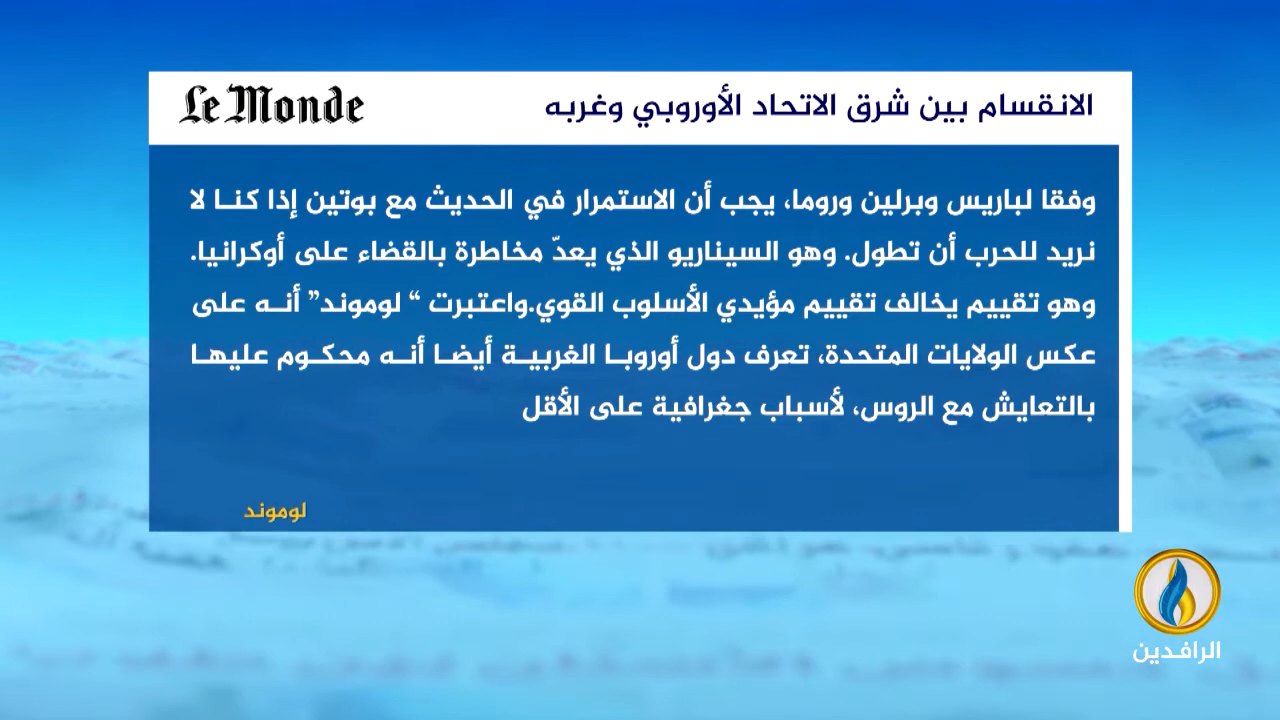 الانقسام بين شرق الاتحاد الأوروبي وغربه
Le Monde
وفقا لباريس وبرلين وروما، يجب أن الاستمرار في الحديث مع بوتين إذا كنا لا
نريد للحرب أن تطول. وهو السيناريو الذي يعدّ مخاطرة بالقضاء على أوكرانيا.
وهو تقييم يخالف تقييم مؤيدي الأسلوب القوي.واعتبرت “ لوموند” أنه على
عكس الولايات المتحدة، تعرف دول أوروبا الغربية أيضا أنه محكوم عليها
بالتعايش مع الروس، لأسباب جغرافية على الأقل
لوموند
الرافدين